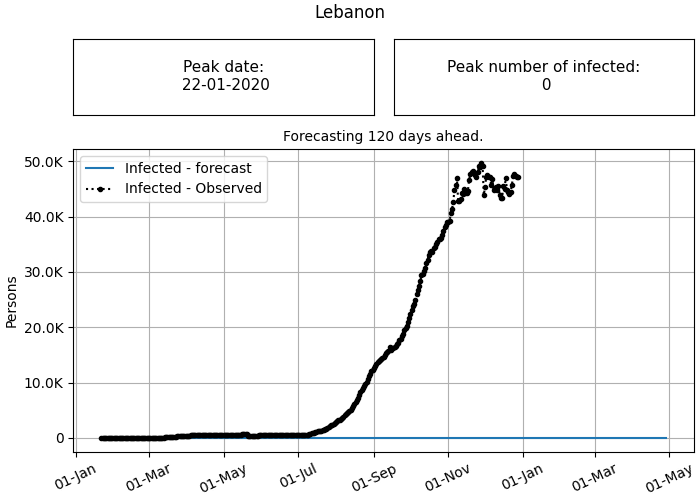 Lebanon
Peak date:
22-01-2020
Peak number of infected:
0
Forecasting 120 days ahead.
Infected - forecast
Infected - Observed
50.0K
40.0K
30.0K
20.0K
10.0K
0
Persons
01-Jan
01-Mar
01-May
01-Jul
01-Sep
01-Nov
01-Jan
01-Mar
01-May